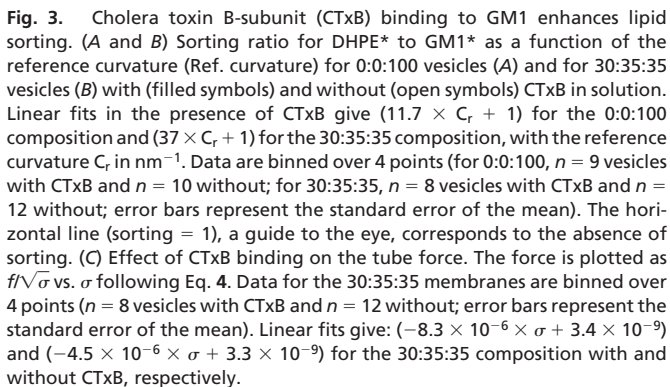 Fig. 3. Cholera toxin B-subunit (CTxB) binding to GM1 enhances lipid
sorting. (A and B) Sorting ratio for DHPE* to GM1* as a function of the
reference curvature (Ref. curvature) for 0:0:100 vesicles (A) and for 30:35:35
vesicles (B) with (filled symbols) and without (open symbols) CTxB in solution.
Linear fits in the presence of CTxB give (11.7 × Cr + 1) for the 0:0:100
composition and (37 × Cr + 1) for the 30:35:35 composition, with the reference
curvature Cr in nm−1. Data are binned over 4 points (for 0:0:100, n = 9 vesicles
with CTxB and n = 10 without; for 30:35:35, n = 8 vesicles with CTxB and n =
12 without; error bars represent the standard error of the mean). The hori-
zontal line (sorting = 1), a guide to the eye, corresponds to the absence of
sorting. (C) Effect of CTxB binding on the tube force. The force is plotted as
f/√σ vs. σ following Eq. 4. Data for the 30:35:35 membranes are binned over
4 points (n = 8 vesicles with CTxB and n = 12 without; error bars represent the
standard error of the mean). Linear fits give: (−8.3 × 10−6 × σ + 3.4 × 10−9)
and (−4.5 × 10−6 × σ + 3.3 × 10−9) for the 30:35:35 composition with and
without CTxB, respectively.